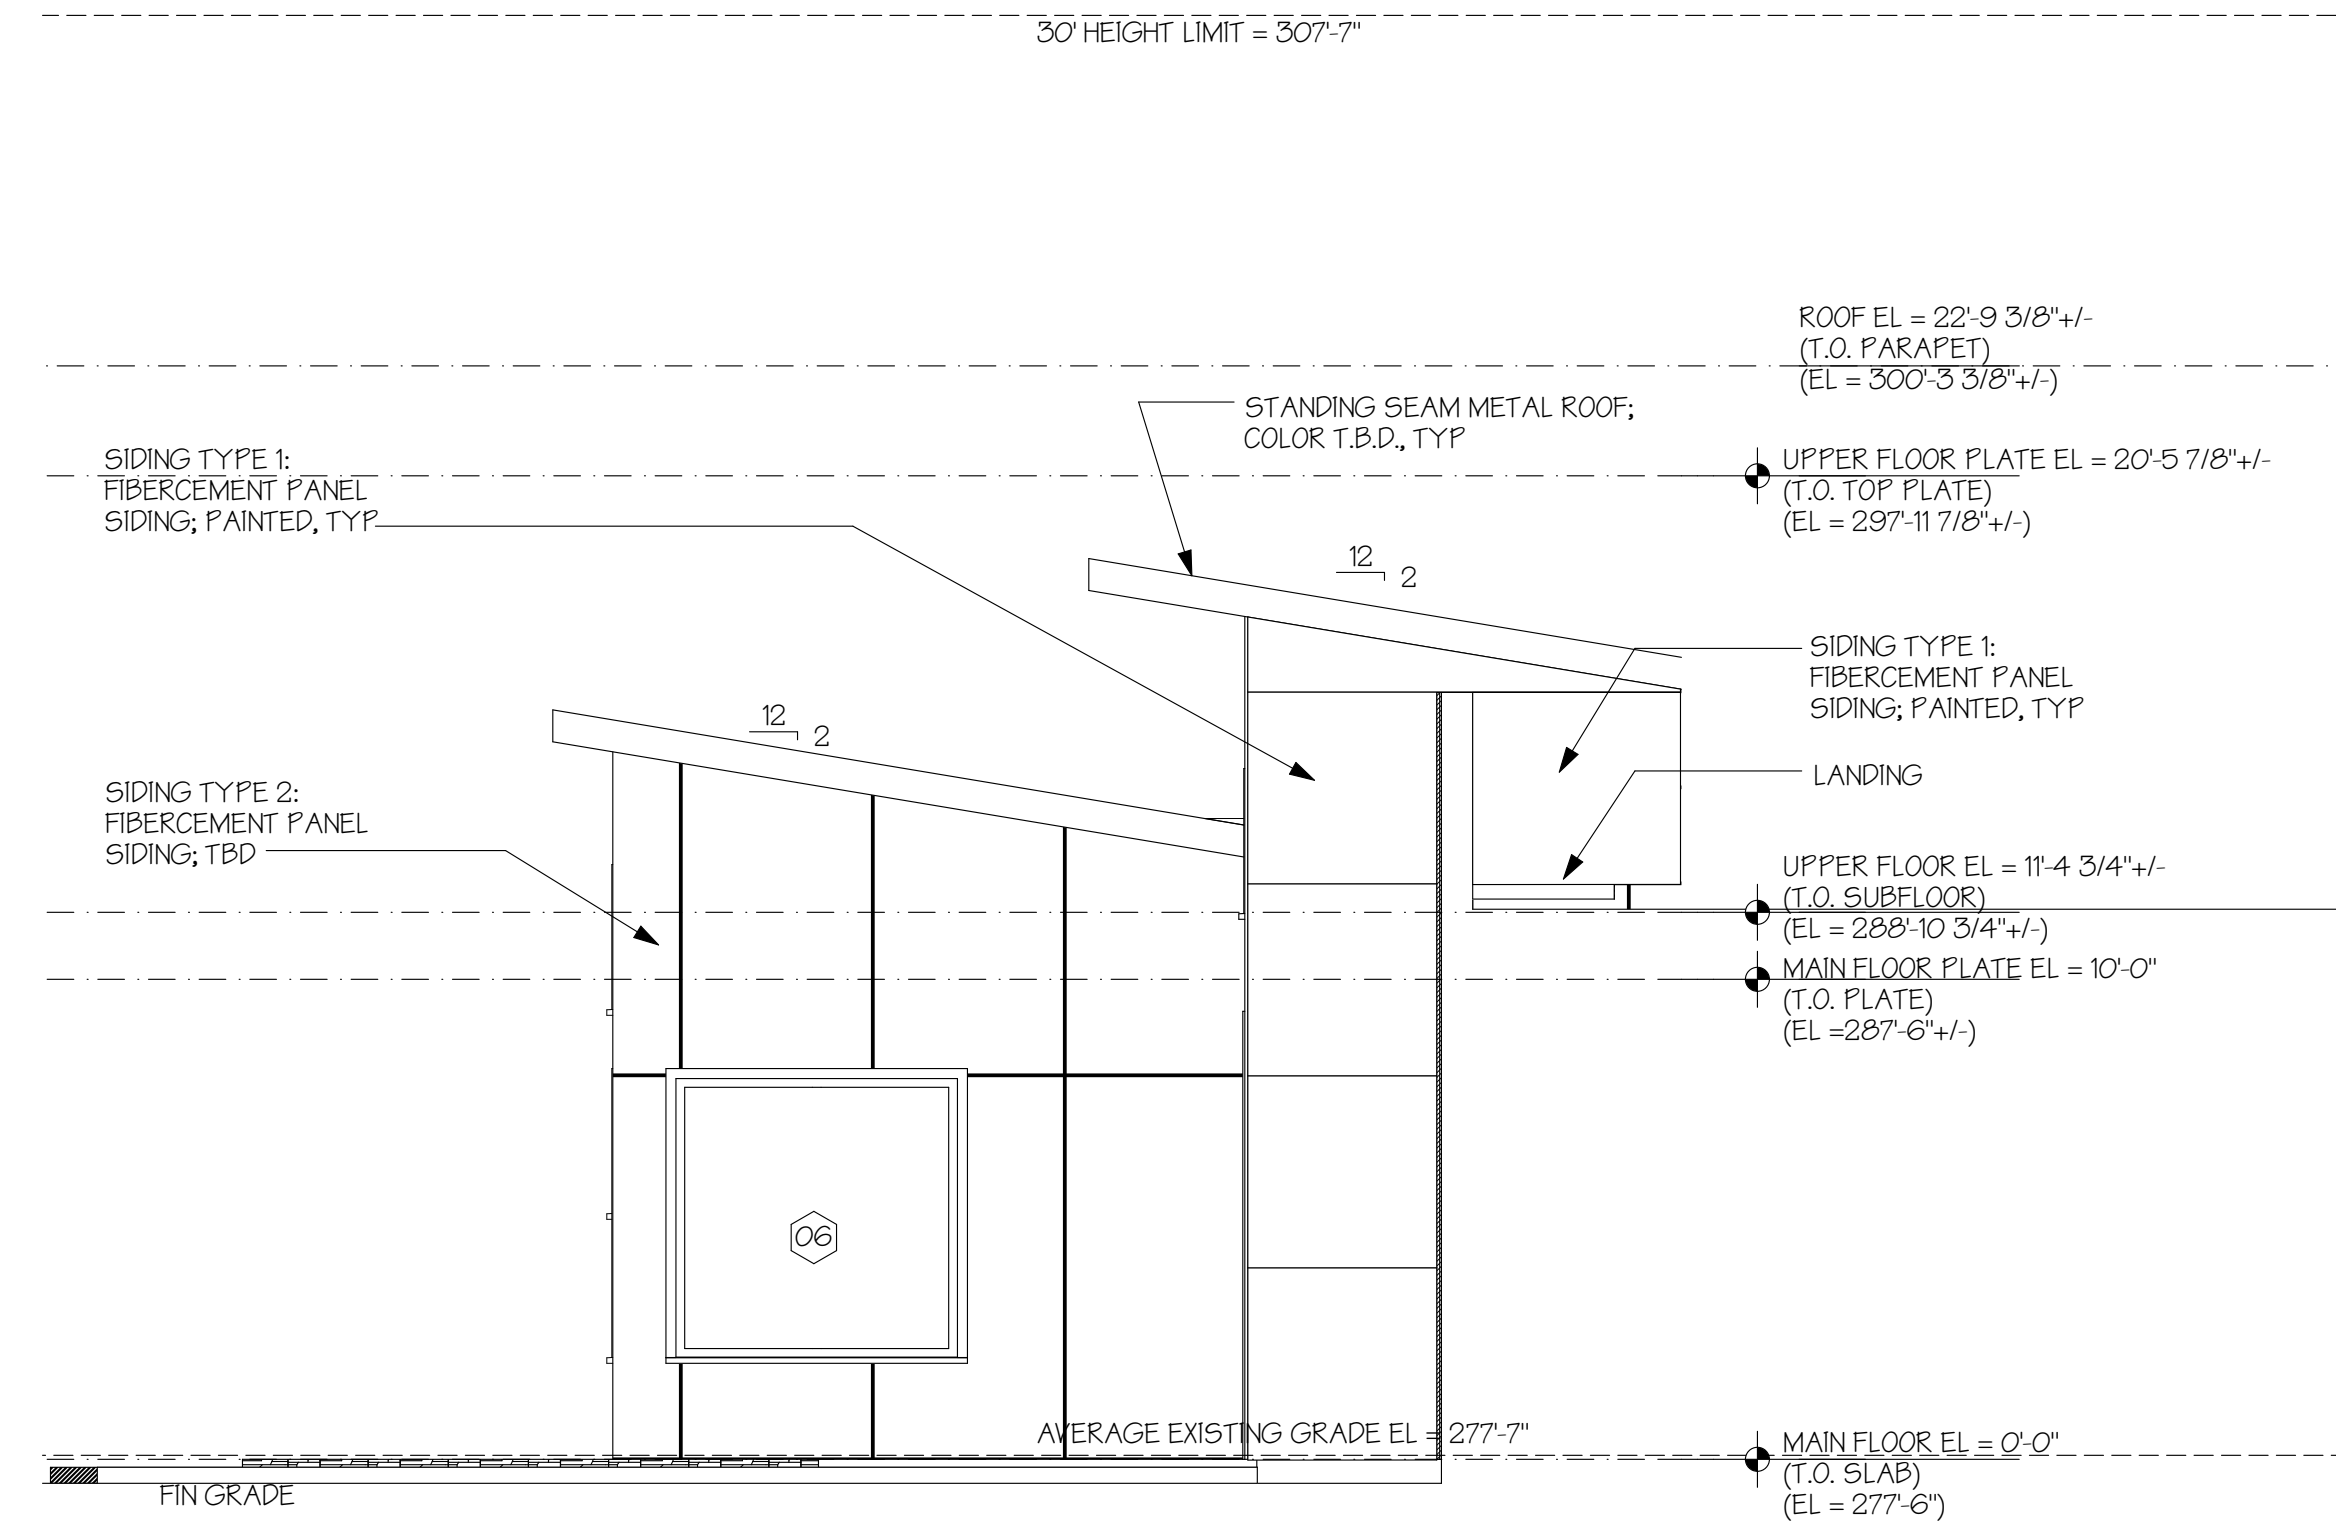 30' HEIGHT LIMIT = 307'-7"
ROOF EL = 22'-9 3/8"+/-
(T.O. PARAPET)
(EL = 300'-3 3/8"+/-)
STANDING SEAM METAL ROOF;
COLOR T.B.D., TYP
SIDING TYPE 1:
FIBERCEMENT PANEL
SIDING; PAINTED, TYP
UPPER FLOOR PLATE EL = 20'-5 7/8"+/-
(T.O. TOP PLATE)
(EL = 297'-11 7/8"+/-)
12
2
SIDING TYPE 1:
FIBERCEMENT PANEL
SIDING; PAINTED, TYP
12
2
LANDING
SIDING TYPE 2:
FIBERCEMENT PANEL
SIDING; TBD
UPPER FLOOR EL = 11'-4 3/4"+/-
(T.O. SUBFLOOR)
(EL = 288'-10 3/4"+/-)
MAIN FLOOR PLATE EL = 10'-0"
(T.O. PLATE)
(EL =287'-6"+/-)
06
AVERAGE EXISTING GRADE EL = 277'-7"
MAIN FLOOR EL = 0'-0"
(T.O. SLAB)
(EL = 277'-6")
FIN GRADE